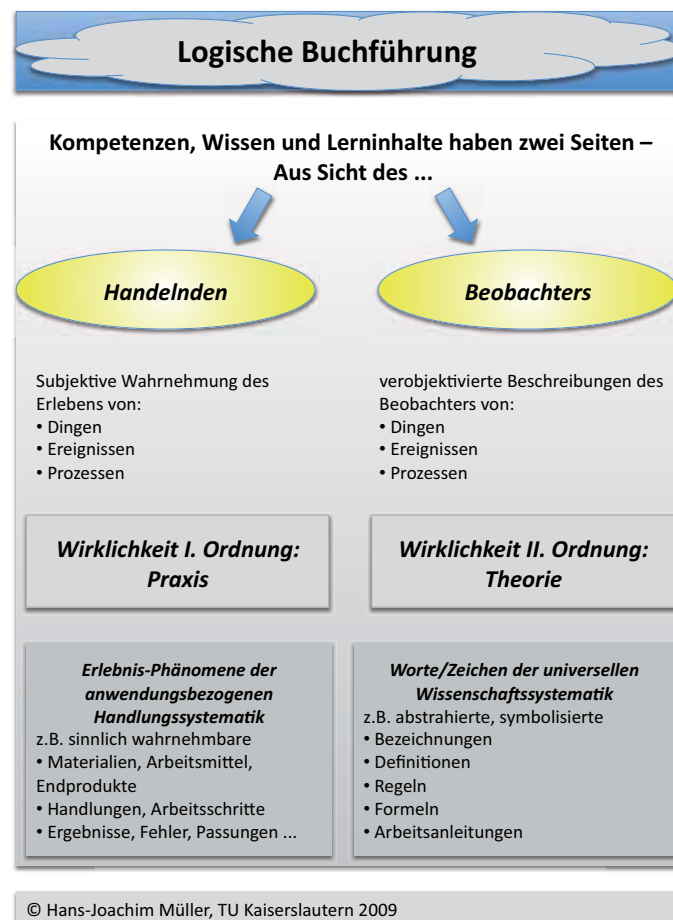 Logische Buchführung
Kompetenzen, Wissen und Lerninhalte haben zwei Seiten –
Aus Sicht des ...
Handelnden
Beobachters
Subjektive Wahrnehmung des
Erlebens von:
• Dingen
• Ereignissen
• Prozessen
verobjektivierte Beschreibungen des
Beobachters von:
• Dingen
• Ereignissen
• Prozessen
Wirklichkeit I. Ordnung:
Praxis
Wirklichkeit II. Ordnung:
Theorie
Erlebnis-Phänomene der
anwendungsbezogenen
Handlungssystematik
z.B. sinnlich wahrnehmbare
• Materialien, Arbeitsmittel,
Endprodukte
• Handlungen, Arbeitsschritte
• Ergebnisse, Fehler, Passungen ...
Worte/Zeichen der universellen
Wissenschaftssystematik
z.B. abstrahierte, symbolisierte
• Bezeichnungen
• Definitionen
• Regeln
• Formeln
• Arbeitsanleitungen
© Hans-Joachim Müller, TU Kaiserslautern 2009